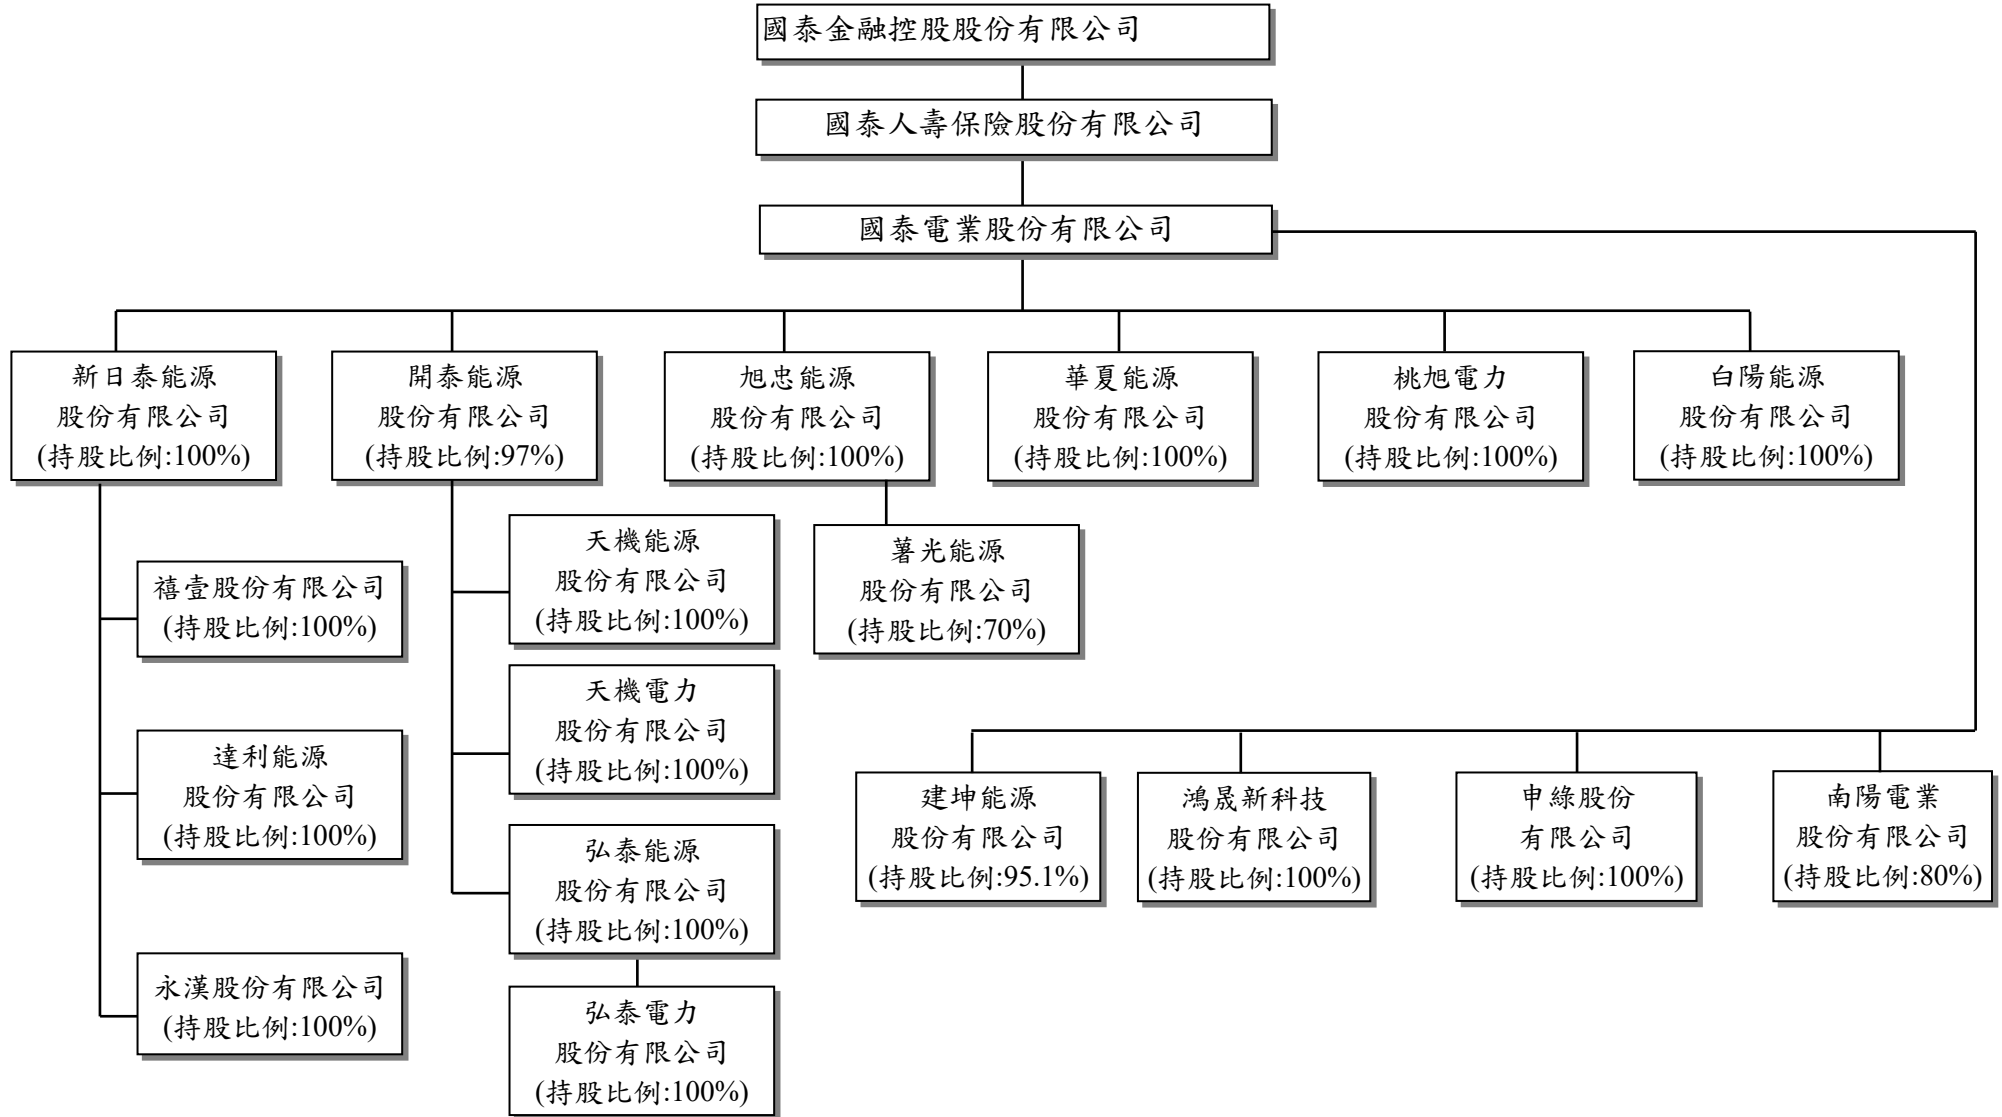 國泰金融控股股份有限公司
國泰人壽保險股份有限公司
國泰電業股份有限公司
新日泰能源
股份有限公司
(持股比例:100%)
開泰能源
股份有限公司
(持股比例:97%)
旭忠能源
股份有限公司
(持股比例:100%)
華夏能源
股份有限公司
(持股比例:100%)
桃旭電力
股份有限公司
(持股比例:100%)
白陽能源
股份有限公司
(持股比例:100%)
禧壹股份有限公司
(持股比例:100%)
達利能源
股份有限公司
(持股比例:100%)
永漢股份有限公司
(持股比例:100%)
天機能源
股份有限公司
(持股比例:100%)
天機電力
股份有限公司
(持股比例:100%)
弘泰能源
股份有限公司
(持股比例:100%)
弘泰電力
股份有限公司
(持股比例:100%)
薯光能源
股份有限公司
(持股比例:70%)
建坤能源
股份有限公司
(持股比例:95.1%)
鴻晟新科技
股份有限公司
(持股比例:100%)
申綠股份
有限公司
(持股比例:100%)
南陽電業
股份有限公司
(持股比例:80%)